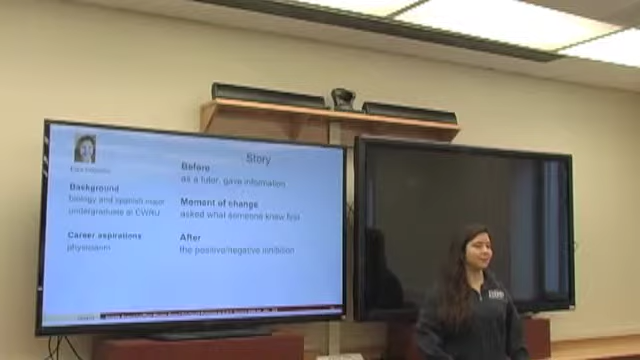 Story
Background
biology and spanish major
undergraduate at CWRU
Career aspirations
physician
Before
as a tutor, gave information
Moment of change
asked what someone knew first
After
the positive/negative inhibition